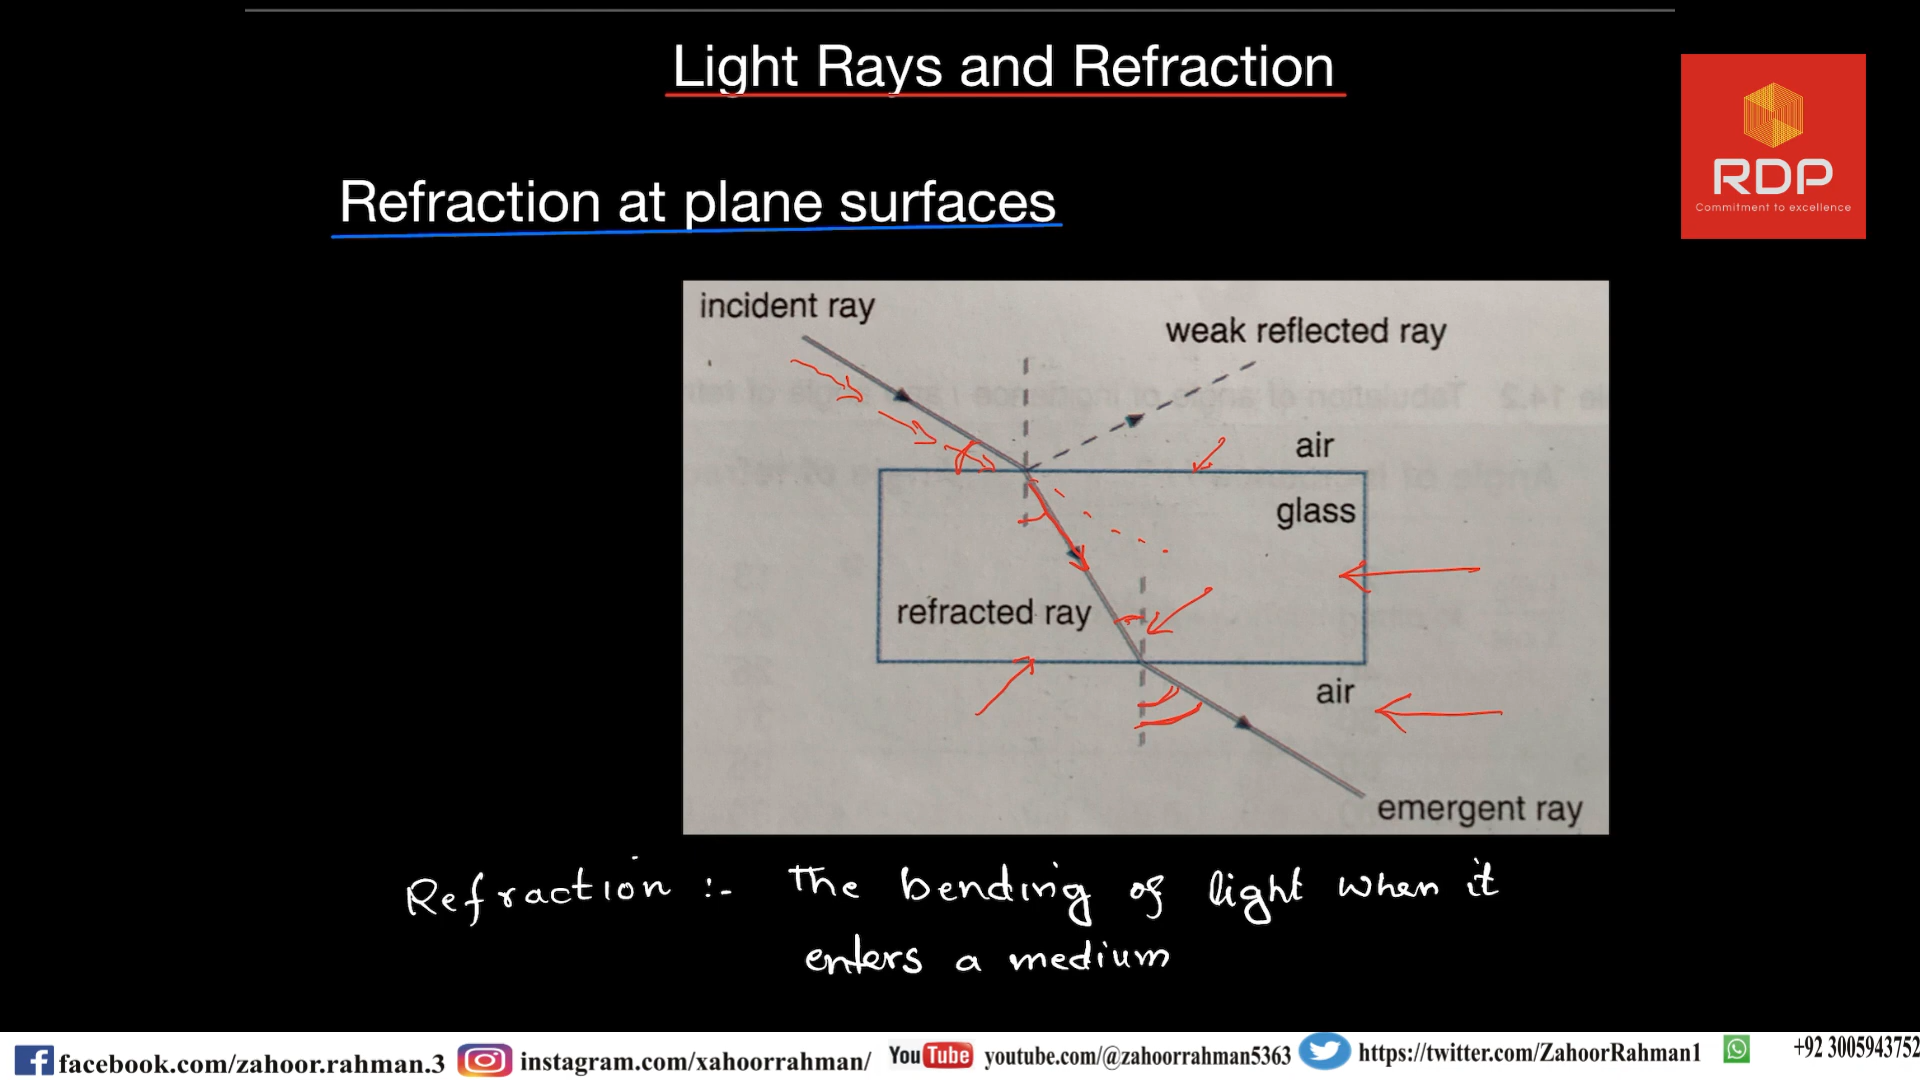 Light Rays and Refraction
RDP
Commitment to excellence
Refraction at plane surfaces
incident ray
weak reflected ray
air
glass
refracted ray
air
emergent ray
Refraction :- The bending of light when it
enters a medium
facebook.com/zahoor.rahman.3 instagram.com/xahoorrahman/ YouTube youtube.com/@zahoorrahman5363 https://twitter.com/ZahoorRahman1 +92 3005943752